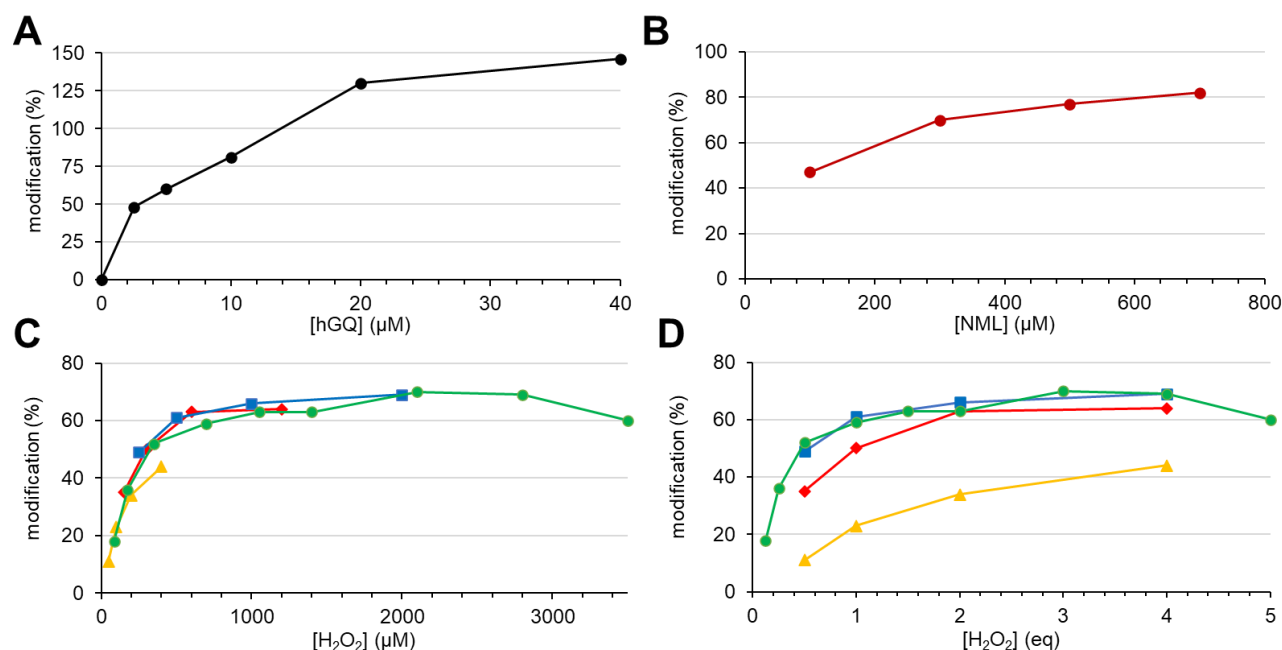 A
modification (%)
150
125
100
75
50
25
0
0 10 20 30 40
[hGQ] (µM)
B
modification (%)
100
80
60
40
20
0
0 200 400 600 800
[NML] (µM)
C
modification (%)
80
60
40
20
0
0 1000 2000 3000
[H₂O₂] (µM)
D
modification (%)
80
60
40
20
0
0 1 2 3 4 5
[H₂O₂] (eq)